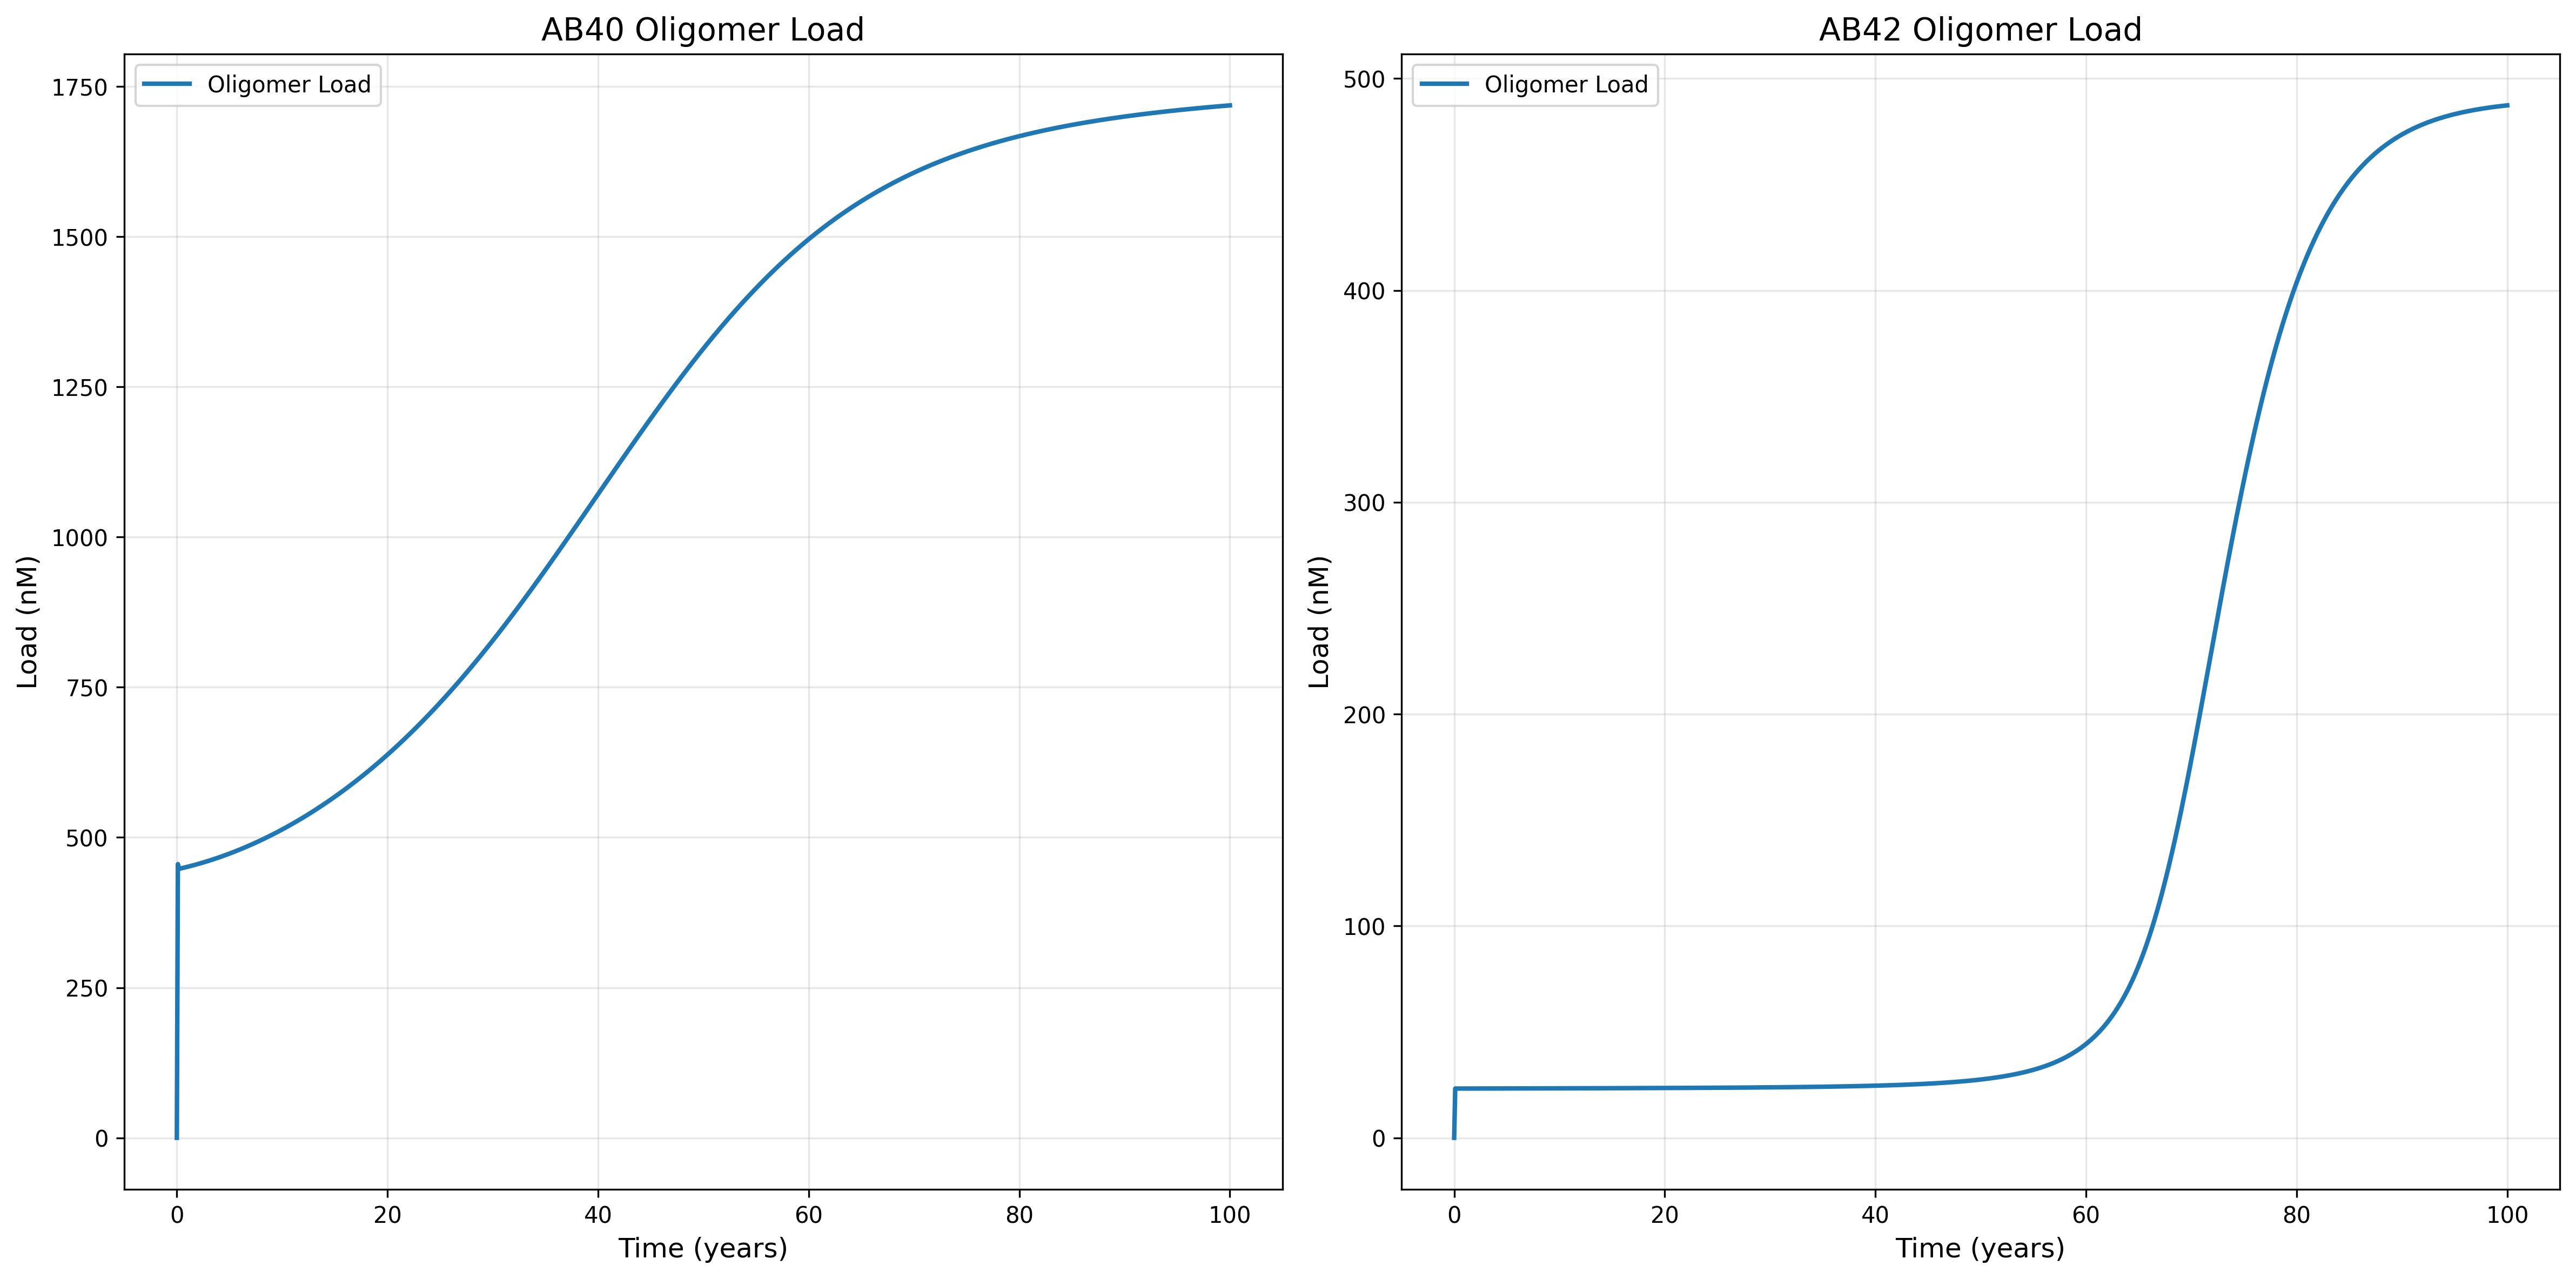 AB40 Oligomer Load
Oligomer Load
1750
1500
1250
1000
750
500
250
0
Load (nM)
0 20 40 60 80 100
Time (years)
AB42 Oligomer Load
Oligomer Load
500
400
300
200
100
0
Load (nM)
0 20 40 60 80 100
Time (years)